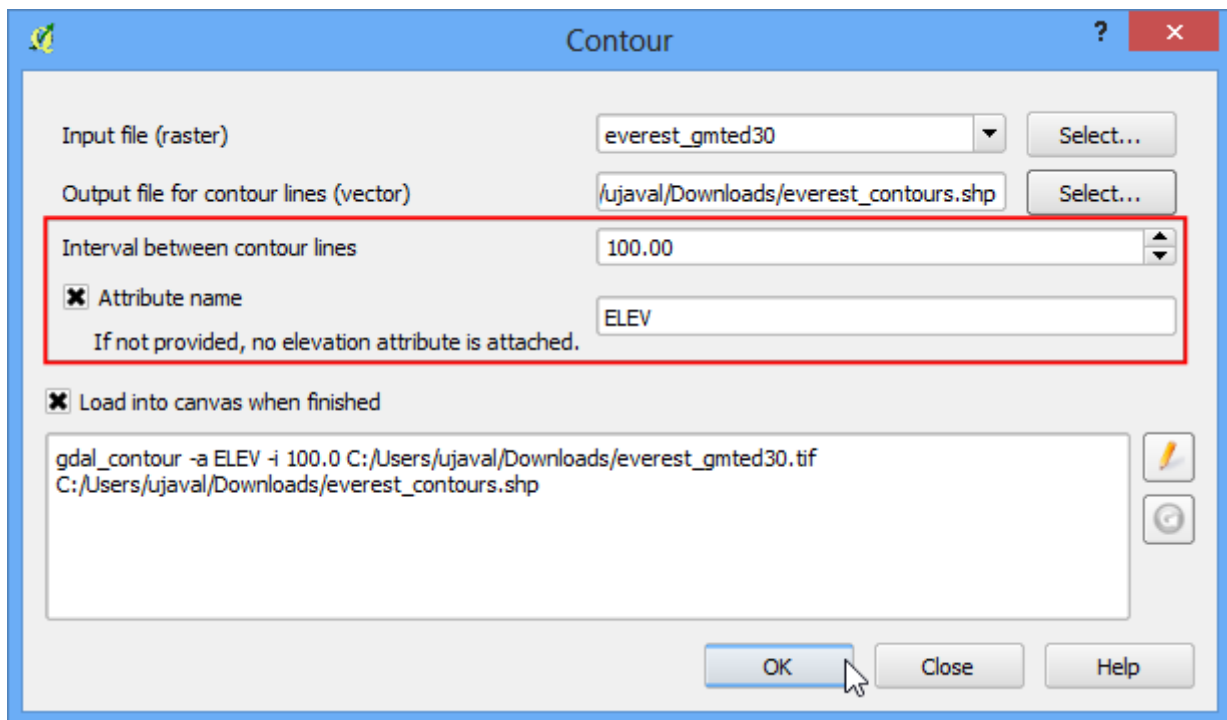 Contour
?
Input file (raster)
everest_gmted30
Select...
Output file for contour lines (vector)
/ujaval/Downloads/everest_contours.shp
Select...
Interval between contour lines
100.00
Attribute name
ELEV
If not provided, no elevation attribute is attached.
Load into canvas when finished
gdal_contour -a ELEV -i 100.0 C:/Users/ujaval/Downloads/everest_gmted30.tif
C:/Users/ujaval/Downloads/everest_contours.shp
OK
Close
Help